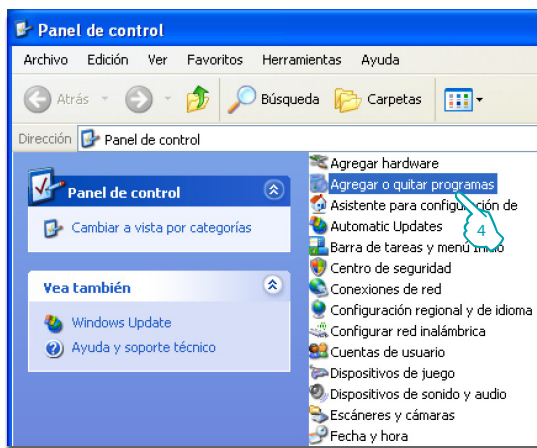 Panel de control
Archivo Edición Ver Favoritos Herramientas Ayuda
Atrás Búsqueda Carpetas
Dirección Panel de control
Panel de control
Cambiar a vista por categorías
Vea también
Windows Update
Ayuda y soporte técnico
Agregar hardware
Agregar o quitar programas
Asistente para configuración de
Automatic Updates
4
Barra de tareas y menú Inicio
Centro de seguridad
Conexiones de red
Configuración regional y de idioma
Configurar red inalámbrica
Cuentas de usuario
Dispositivos de juego
Dispositivos de sonido y audio
Escáneres y cámaras
Fecha y hora